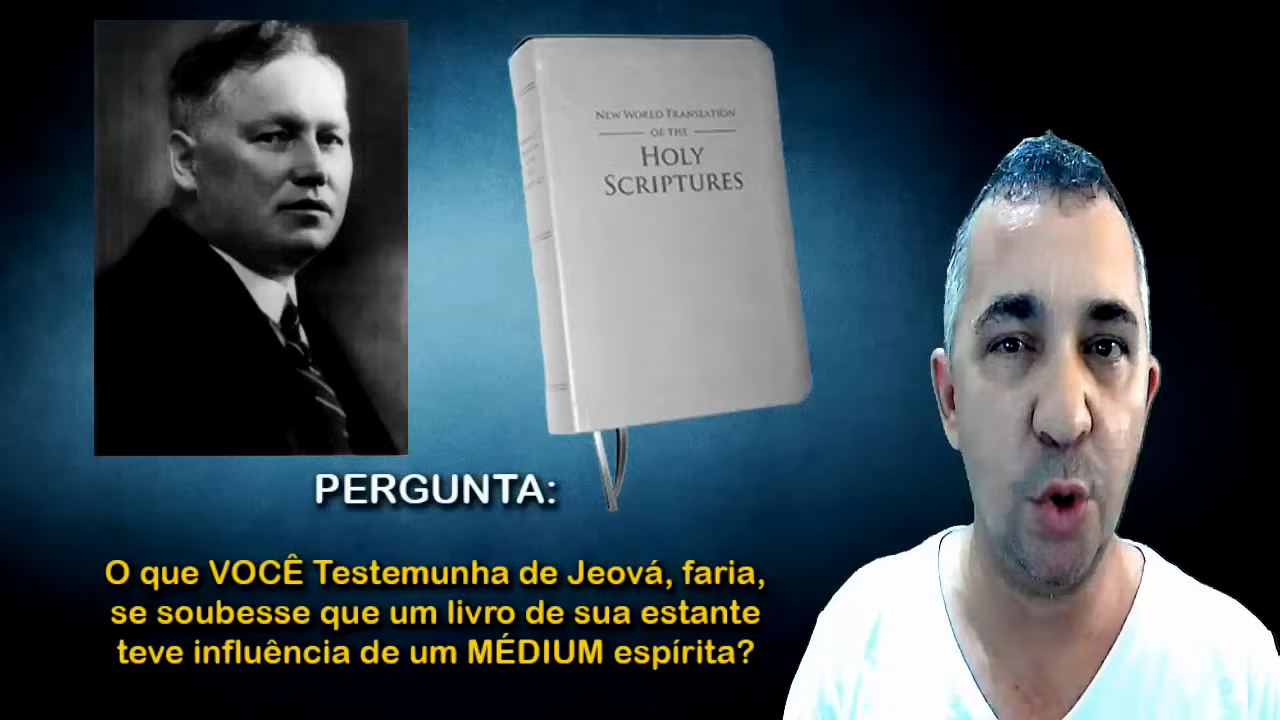 NEW WORLD TRANSLATION
OF THE
HOLY
SCRIPTURES
PERGUNTA:
O que VOCÊ Testemunha de Jeová, faria,
se soubesse que um livro de sua estante
teve influência de um MÉDIUM espírita?